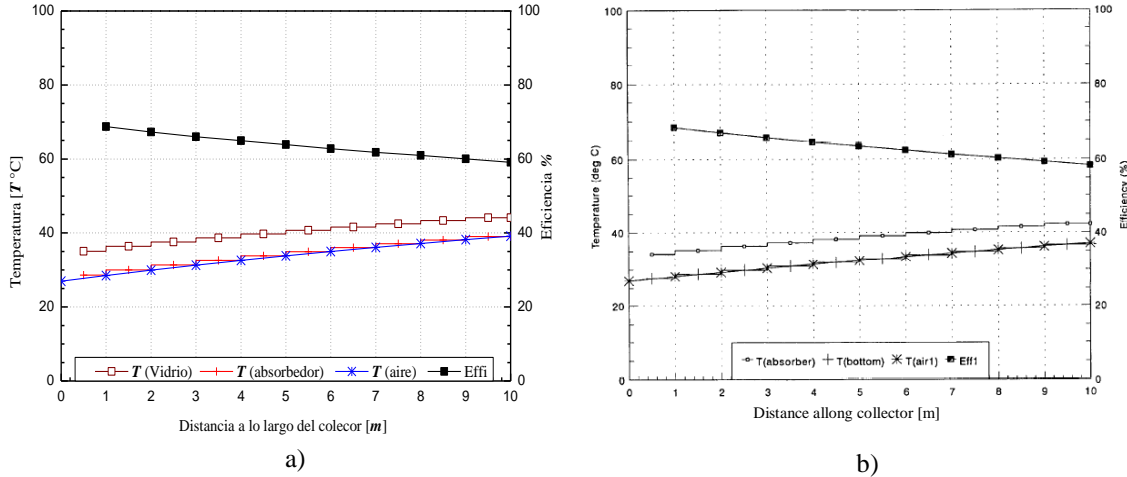 100
80
60
40
20
0
Temperatura [T °C]
100
80
60
40
20
0
Eficiencia %
T (Vidrio) T (absorbedor) T (aire) Effi
0 1 2 3 4 5 6 7 8 9 10
Distancia a lo largo del colecor [m]
a)
100
80
60
40
20
0
Temperature (deg C)
100
80
60
40
20
0
Efficiency (%)
T(absorber) T(bottom) T(air1) Eff1
0 1 2 3 4 5 6 7 8 9 10
Distance allong collector [m]
b)